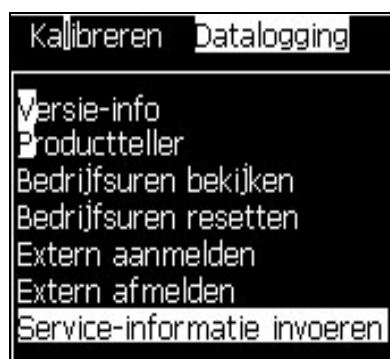 Kalibreren Datalogging
Versie-info
Productteller
Bedrijfsuren bekijken
Bedrijfsuren resetten
Extern aanmelden
Extern afmelden
Service-informatie invoeren